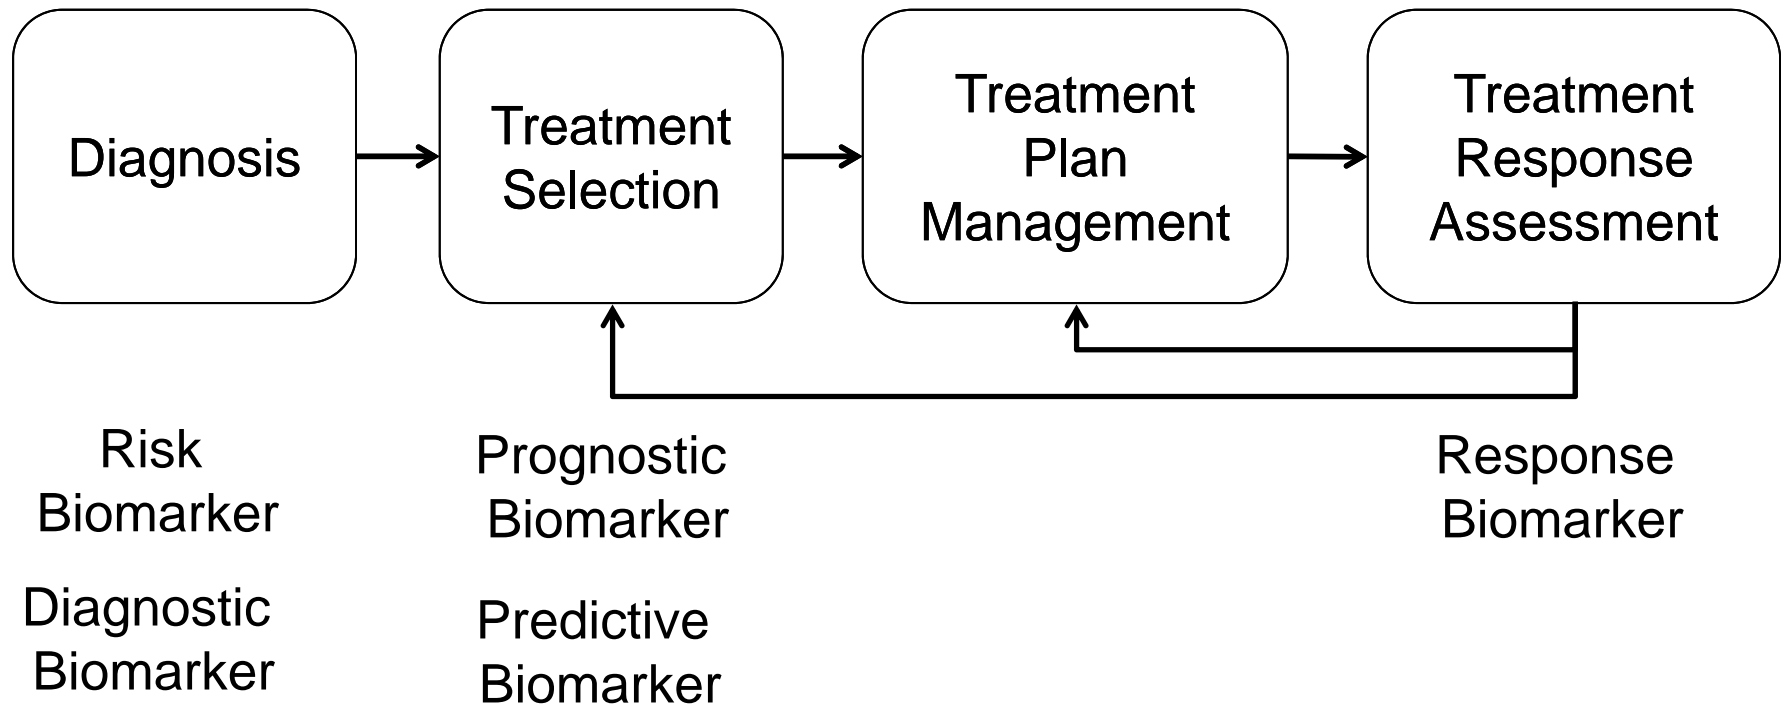 Diagnosis
Treatment
Selection
Treatment
Plan
Management
Treatment
Response
Assessment
Risk
Biomarker
Diagnostic
Biomarker
Prognostic
Biomarker
Predictive
Biomarker
Response
Biomarker